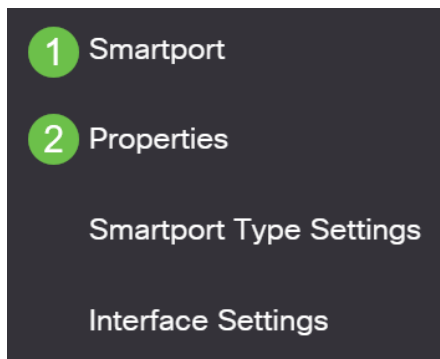 1 Smartport
2 Properties
Smartport Type Settings
Interface Settings